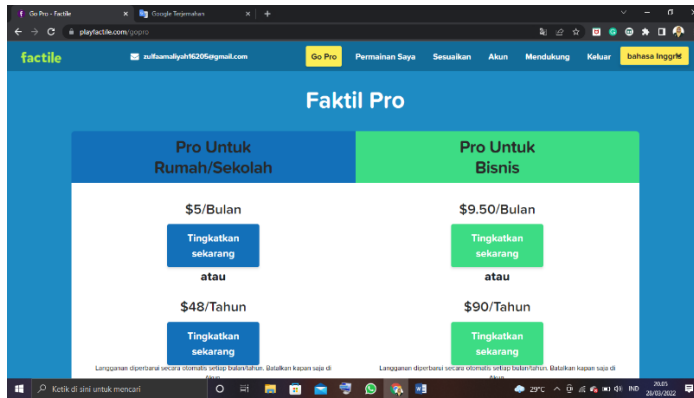 Go Pro - Factile
Google Terjemahan
playfactile.com/gopro
factile
zulfaamaliyah16205@gmail.com
Go Pro
Permainan Saya
Sesuaikan
Akun
Mendukung
Keluar
bahasa Inggris
Faktil Pro
Pro Untuk
Rumah/Sekolah
Pro Untuk
Bisnis
$5/Bulan
$9.50/Bulan
Tingkatkan
sekarang
Tingkatkan
sekarang
atau
atau
$48/Tahun
$90/Tahun
Tingkatkan
sekarang
Tingkatkan
sekarang
Langganan diperbarui secara otomatis setiap bulan/tahun. Batalkan kapan saja di
Akun
Langganan diperbarui secara otomatis setiap bulan/tahun. Batalkan kapan saja di
Akun
Ketik di sini untuk mencari
29°C
IND
20.05